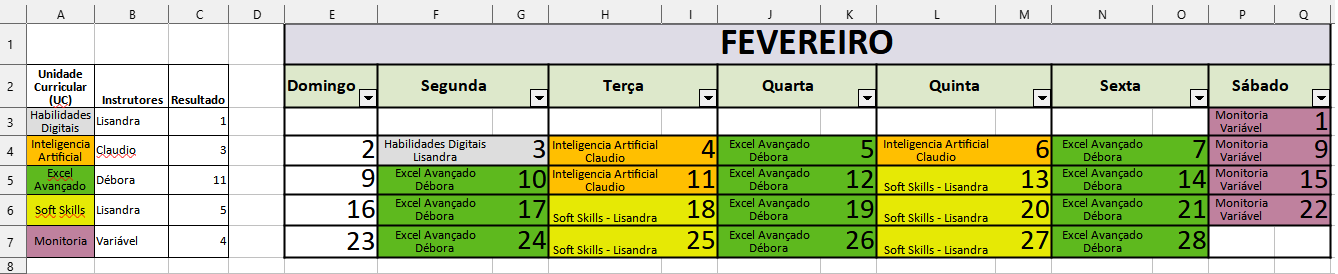 A B C D E F G H I J K L M N O P Q
1 FEVEREIRO
2 Unidade Curricular (UC) Instrutores Resultado Domingo Segunda Terça Quarta Quinta Sexta Sábado
3 Habilidades Digitais Lisandra 1 Monitoria Variável 1
4 Inteligencia Artificial Claudio 3 2 Habilidades Digitais Lisandra 3 Inteligencia Artificial Claudio 4 Excel Avançado Débora 5 Inteligencia Artificial Claudio 6 Excel Avançado Débora 7 Monitoria Variável 9
5 Excel Avançado Débora 11 9 Excel Avançado Débora 10 Inteligencia Artificial Claudio 11 Excel Avançado Débora 12 Soft Skills - Lisandra 13 Excel Avançado Débora 14 Monitoria Variável 15
6 Soft Skills Lisandra 5 16 Excel Avançado Débora 17 Soft Skills - Lisandra 18 Excel Avançado Débora 19 Soft Skills - Lisandra 20 Excel Avançado Débora 21 Monitoria Variável 22
7 Monitoria Variável 4 23 Excel Avançado Débora 24 Soft Skills - Lisandra 25 Excel Avançado Débora 26 Soft Skills - Lisandra 27 Excel Avançado Débora 28
8